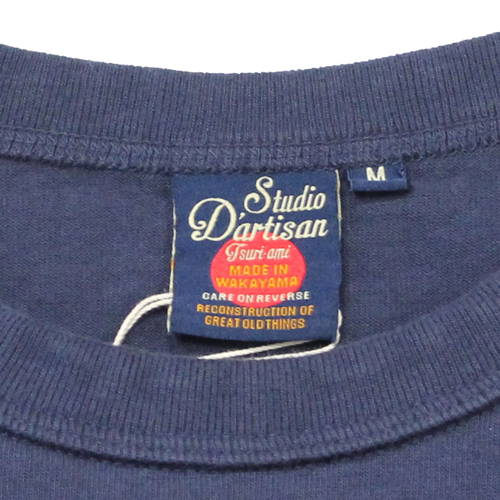 Studio
D'artisan
Tsuri-ami
MADE IN
WAKAYAMA
CARE ON REVERSE
RECONSTRUCTION OF
GREAT OLD THINGS
M